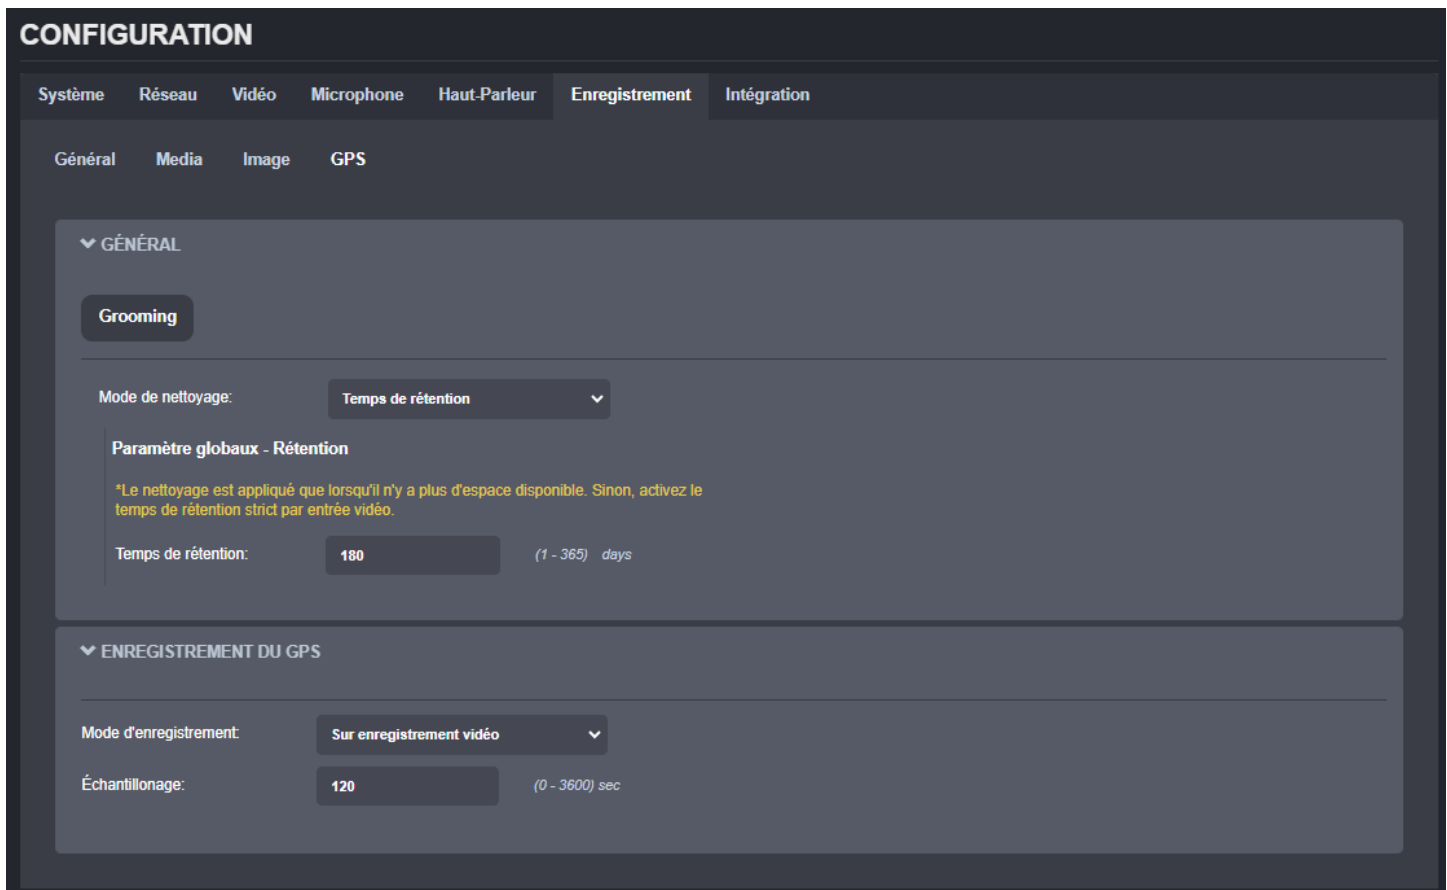 CONFIGURATION
Système Réseau Vidéo Microphone Haut-Parleur Enregistrement Intégration
Général Media Image GPS
GÉNÉRAL
Grooming
Mode de nettoyage: Temps de rétention
Paramètre globaux - Rétention
*Le nettoyage est appliqué que lorsqu'il n'y a plus d'espace disponible. Sinon, activez le
temps de rétention strict par entrée vidéo.
Temps de rétention: 180 (1 - 365) days
ENREGISTREMENT DU GPS
Mode d'enregistrement: Sur enregistrement vidéo
Échantillonage: 120 (0 - 3600) sec